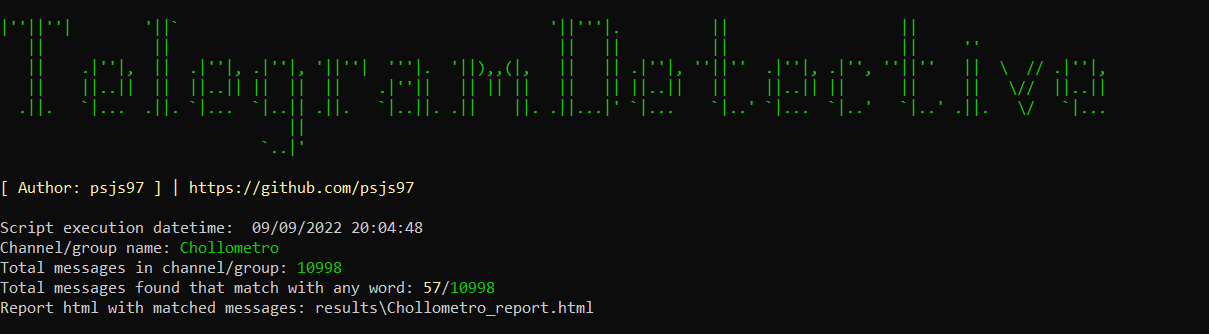 Telegram Detective
[ Author: psjs97 ] | https://github.com/psjs97
Script execution datetime:  09/09/2022 20:04:48
Channel/group name: Chollometro
Total messages in channel/group: 10998
Total messages found that match with any word: 57/10998
Report html with matched messages: results\Chollometro_report.html